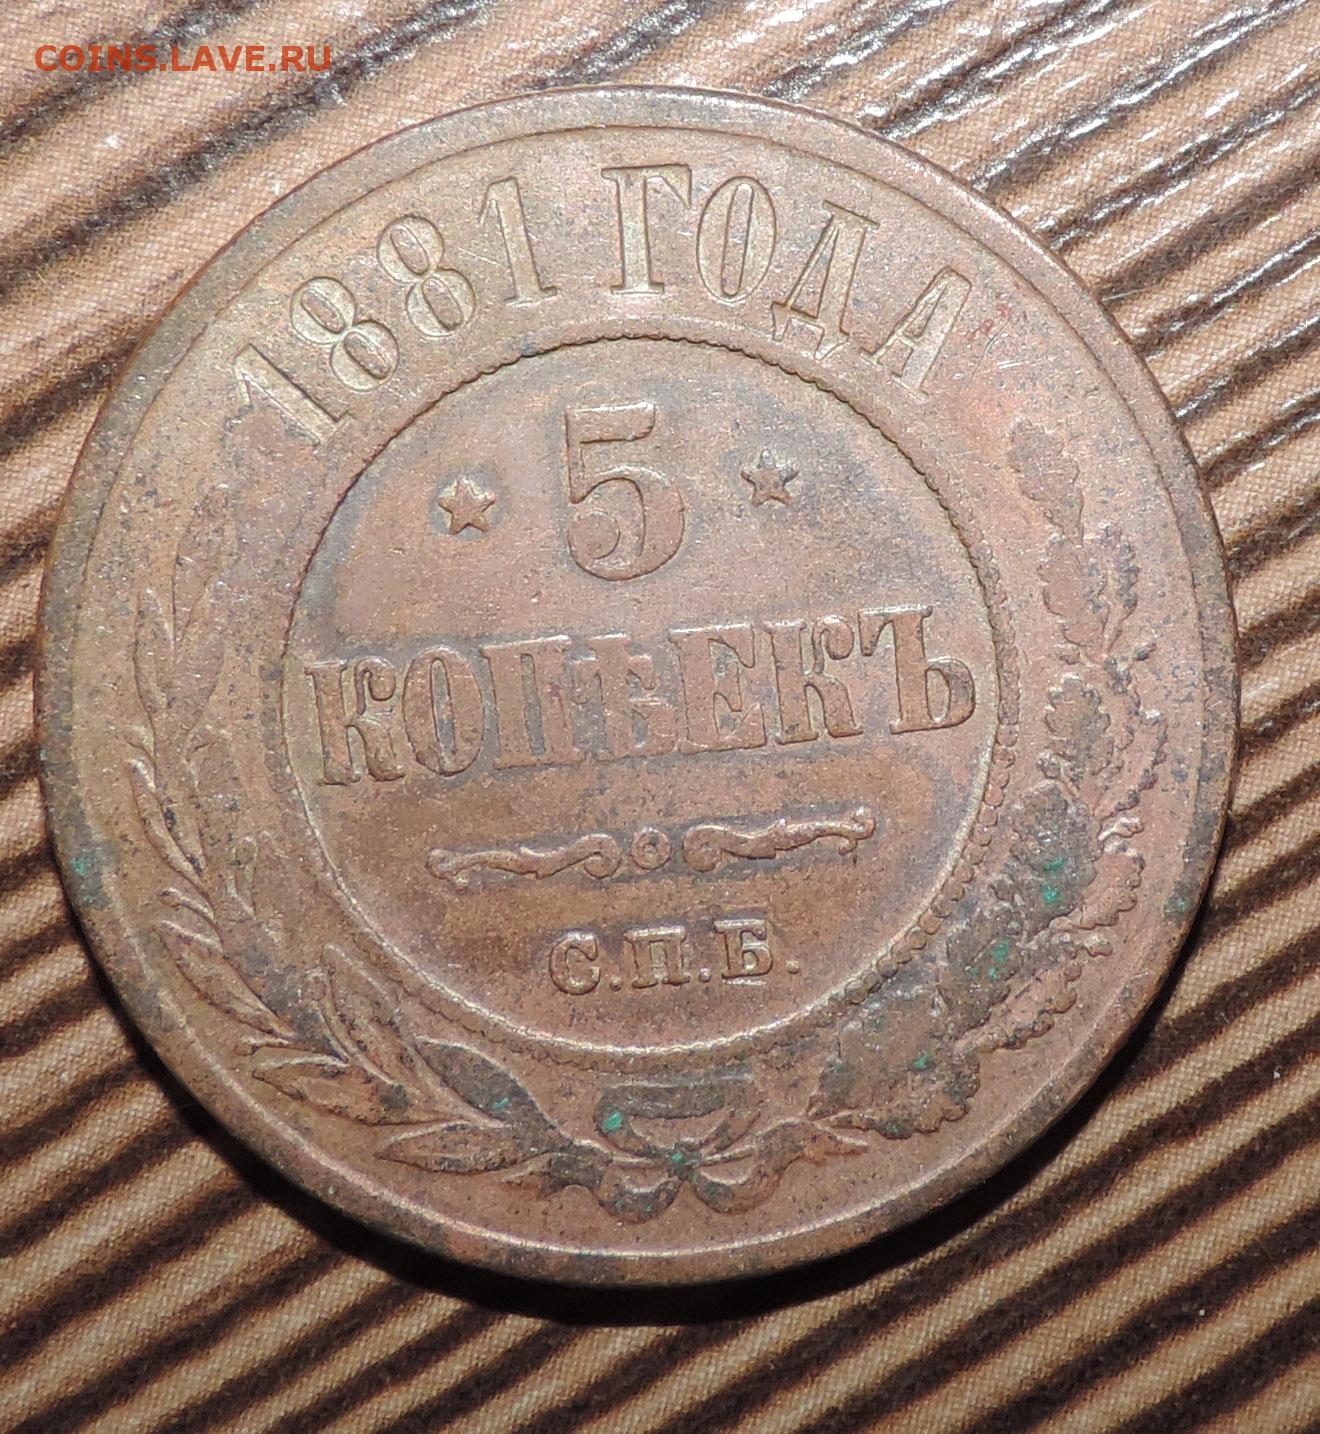 COINS.LAVE.RU
1881 ГОДА
5
КОПѢЕКЪ
С.П.Б.